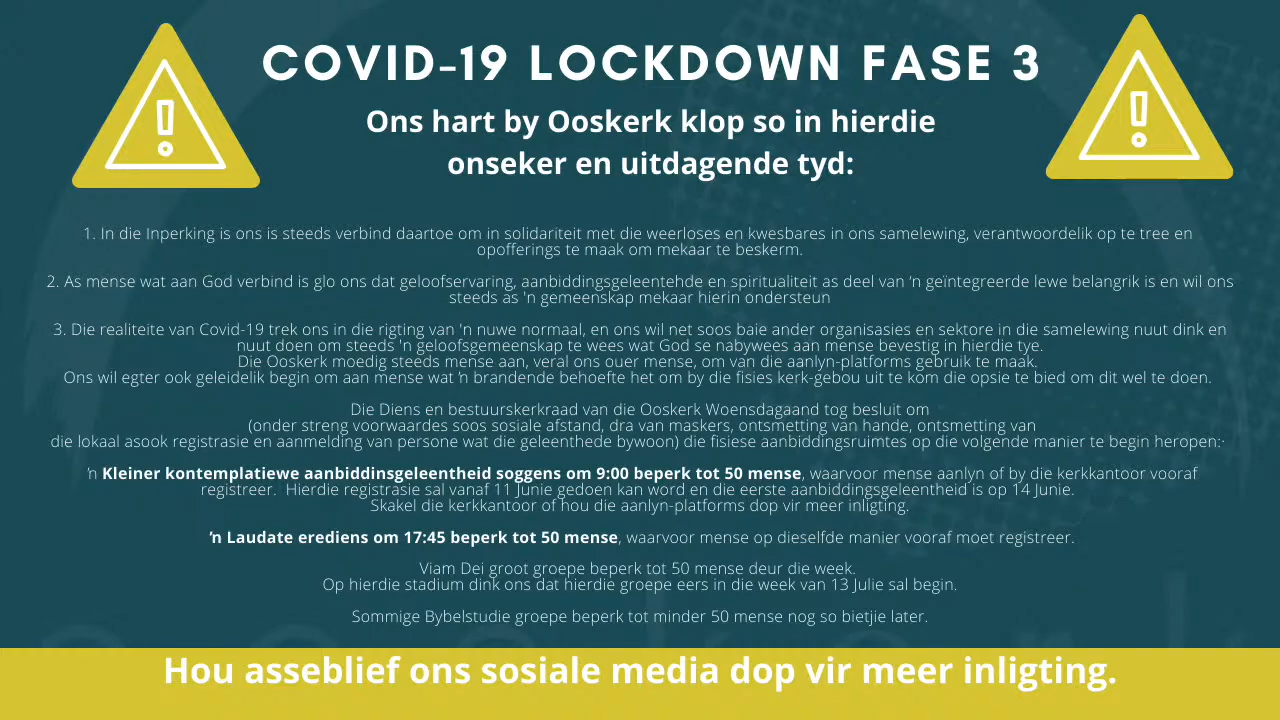 COVID-19 LOCKDOWN FASE 3
Ons hart by Ooskerk klop so in hierdie
onseker en uitdagende tyd:
1. In die Inperking is ons is steeds verbind daartoe om in solidariteit met die weerloses en kwesbares in ons samelewing, verantwoordelik op te tree en
opofferings te maak om mekaar te beskerm.
2. As mense wat aan God verbind is glo ons dat geloofservaring, aanbiddingsgeleentehde en spiritualiteit as deel van ’n geïntegreerde lewe belangrik is en wil ons
steeds as 'n gemeenskap mekaar hierin ondersteun
3. Die realiteite van Covid-19 trek ons in die rigting van 'n nuwe normaal, en ons wil net soos baie ander organisasies en sektore in die samelewing nuut dink en
nuut doen om steeds 'n geloofsgemeenskap te wees wat God se nabywees aan mense bevestig in hierdie tye.
Die Ooskerk moedig steeds mense aan, veral ons ouer mense, om van die aanlyn-platforms gebruik te maak.
Ons wil egter ook geleidelik begin om aan mense wat ’n brandende behoefte het om by die fisies kerk-gebou uit te kom die opsie te bied om dit wel te doen.
Die Diens en bestuurskerkraad van die Ooskerk Woensdagaand tog besluit om
(onder streng voorwaardes soos sosiale afstand, dra van maskers, ontsmetting van hande, ontsmetting van
die lokaal asook registrasie en aanmelding van persone wat die geleenthede bywoon) die fisiese aanbiddingsruimtes op die volgende manier te begin heropen:·
’n Kleiner kontemplatiewe aanbiddinsgeleentheid soggens om 9:00 beperk tot 50 mense, waarvoor mense aanlyn of by die kerkkantoor vooraf
registreer.  Hierdie registrasie sal vanaf 11 Junie gedoen kan word en die eerste aanbiddingsgeleentheid is op 14 Junie.
Skakel die kerkkantoor of hou die aanlyn-platforms dop vir meer inligting.
’n Laudate erediens om 17:45 beperk tot 50 mense, waarvoor mense op dieselfde manier vooraf moet registreer.
Viam Dei groot groepe beperk tot 50 mense deur die week.
Op hierdie stadium dink ons dat hierdie groepe eers in die week van 13 Julie sal begin.
Sommige Bybelstudie groepe beperk tot minder 50 mense nog so bietjie later.
Hou asseblief ons sosiale media dop vir meer inligting.